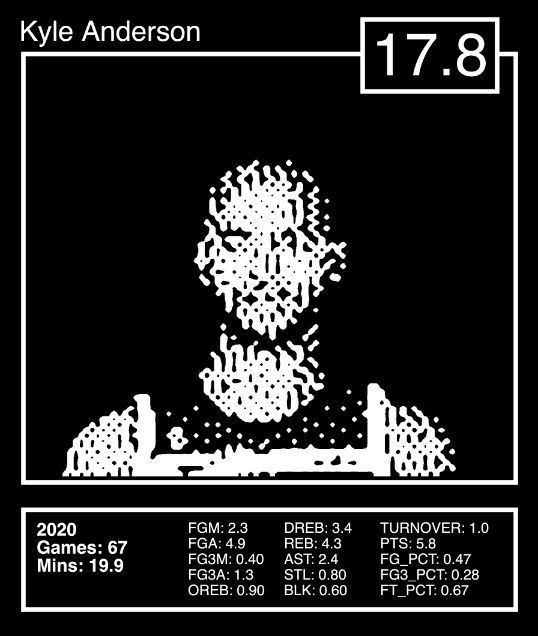 Kyle Anderson
17.8
2020
Games: 67
Mins: 19.9
FGM: 2.3
FGA: 4.9
FG3M: 0.40
FG3A: 1.3
OREB: 0.90
DREB: 3.4
REB: 4.3
AST: 2.4
STL: 0.80
BLK: 0.60
TURNOVER: 1.0
PTS: 5.8
FG_PCT: 0.47
FG3_PCT: 0.28
FT_PCT: 0.67